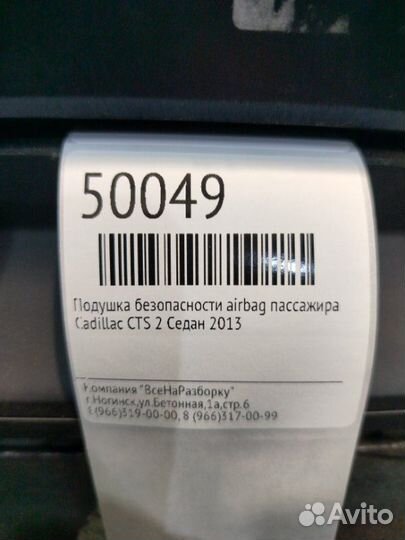 50049
Подушка безопасности airbag пассажира
Cadillac CTS 2 Седан 2013
Компания "ВсеНаРазборку"
г.Ногинск,ул.Бетонная,1а,стр.6
8 (966)319-00-00, 8 (966)317-00-99
Avito